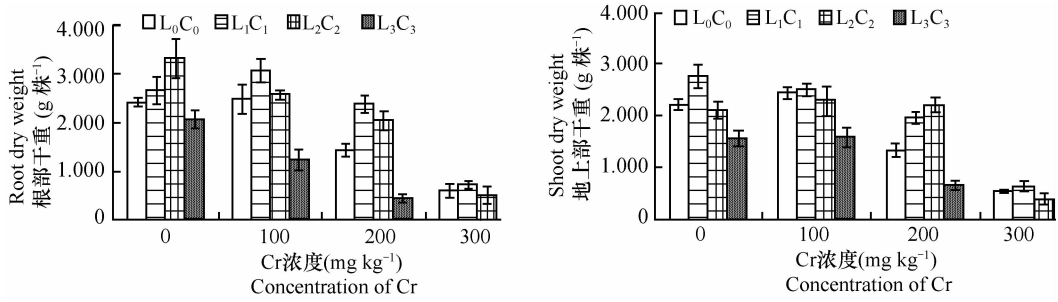 L₀C₀ L₁C₁ L₂C₂ L₃C₃
4.000
3.000
2.000
1.000
0
Root dry weight
根部干重 (g 株⁻¹)
0 100 200 300
Cr浓度(mg kg⁻¹)
Concentration of Cr
L₀C₀ L₁C₁ L₂C₂ L₃C₃
4.000
3.000
2.000
1.000
0
Shoot dry weight
地上部干重 (g 株⁻¹)
0 100 200 300
Cr浓度(mg kg⁻¹)
Concentration of Cr